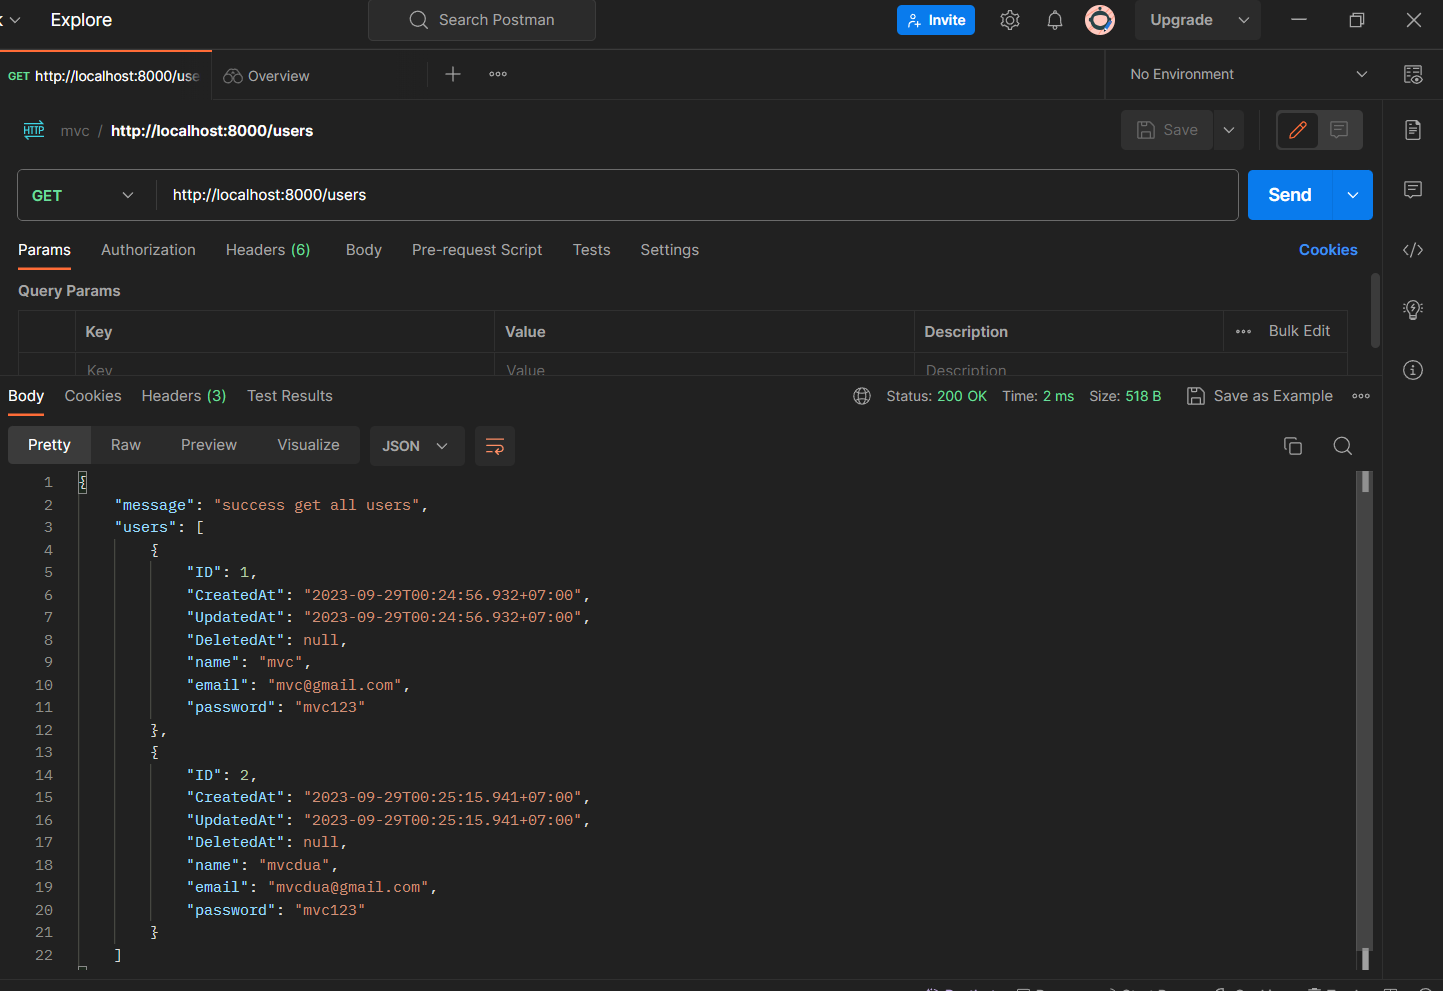 Explore
Search Postman
Invite
Upgrade
GET http://localhost:8000/use
Overview
No Environment
HTTP mvc / http://localhost:8000/users
Save
GET http://localhost:8000/users
Send
Params Authorization Headers (6) Body Pre-request Script Tests Settings Cookies
Query Params
Key Value Description Bulk Edit
Key Value Description
Body Cookies Headers (3) Test Results Status: 200 OK Time: 2 ms Size: 518 B Save as Example
Pretty Raw Preview Visualize JSON
1 {
2 "message": "success get all users",
3 "users": [
4 {
5 "ID": 1,
6 "CreatedAt": "2023-09-29T00:24:56.932+07:00",
7 "UpdatedAt": "2023-09-29T00:24:56.932+07:00",
8 "DeletedAt": null,
9 "name": "mvc",
10 "email": "mvc@gmail.com",
11 "password": "mvc123"
12 },
13 {
14 "ID": 2,
15 "CreatedAt": "2023-09-29T00:25:15.941+07:00",
16 "UpdatedAt": "2023-09-29T00:25:15.941+07:00",
17 "DeletedAt": null,
18 "name": "mvcdua",
19 "email": "mvcdua@gmail.com",
20 "password": "mvc123"
21 }
22 ]